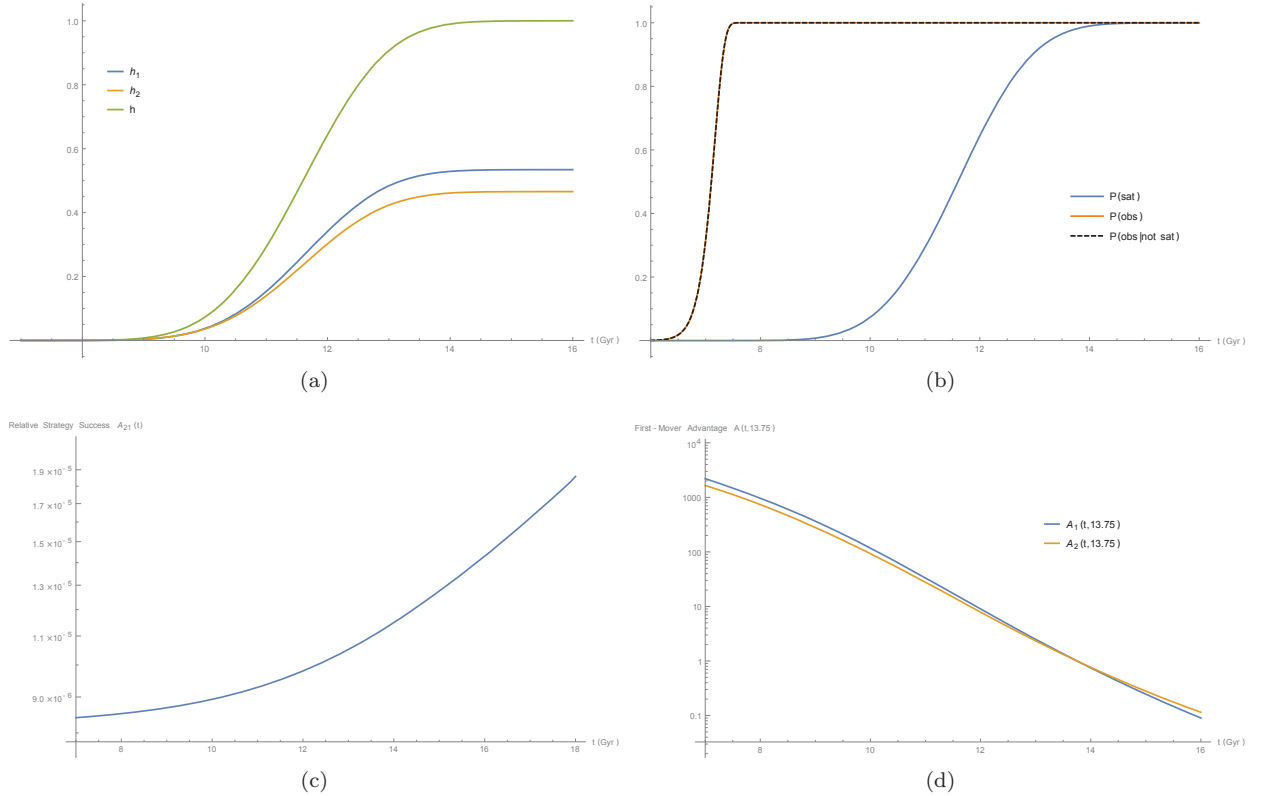 1.0
0.8
0.6
0.4
0.2
h1
h2
h
10
12
14
16
t (Gyr )
(a)
1.0
0.8
0.6
0.4
0.2
P (sat)
P (obs)
P (obs|not sat)
8
10
12
14
16
t (Gyr )
(b)
Relative Strategy Success A21 (t)
1.9 ×10-5
1.7 ×10-5
1.5 ×10-5
1.3 ×10-5
1.1 ×10-5
9.0 ×10-6
8
10
12
14
16
18
t (Gyr )
(c)
First - Mover Advantage A (t,13.75)
10^4
1000
100
10
1
0.1
A1 (t,13.75)
A2 (t,13.75)
8
10
12
14
16
t (Gyr )
(d)